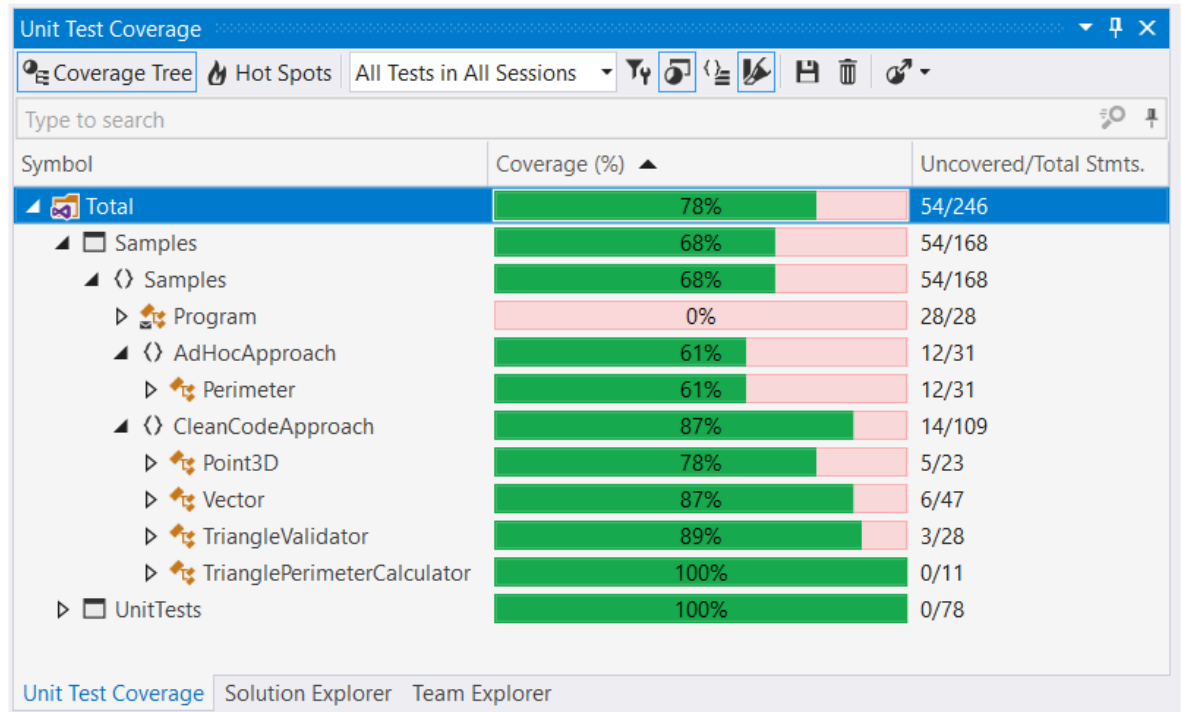 Unit Test Coverage
Coverage Tree Hot Spots All Tests in All Sessions
Type to search
Symbol Coverage (%) Uncovered/Total Stmts.
Total 78% 54/246
Samples 68% 54/168
Samples 68% 54/168
Program 0% 28/28
AdHocApproach 61% 12/31
Perimeter 61% 12/31
CleanCodeApproach 87% 14/109
Point3D 78% 5/23
Vector 87% 6/47
TriangleValidator 89% 3/28
TrianglePerimeterCalculator 100% 0/11
UnitTests 100% 0/78
Unit Test Coverage Solution Explorer Team Explorer